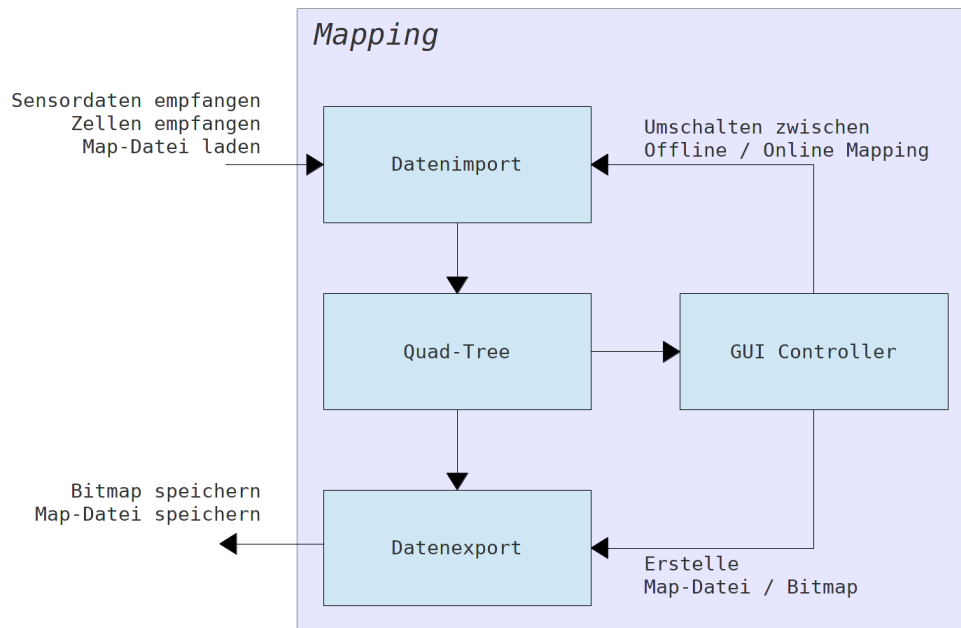 Mapping
Sensordaten empfangen
Zellen empfangen
Map-Datei laden
Datenimport
Umschalten zwischen
Offline / Online Mapping
Quad-Tree
GUI Controller
Bitmap speichern
Map-Datei speichern
Datenexport
Erstelle
Map-Datei / Bitmap